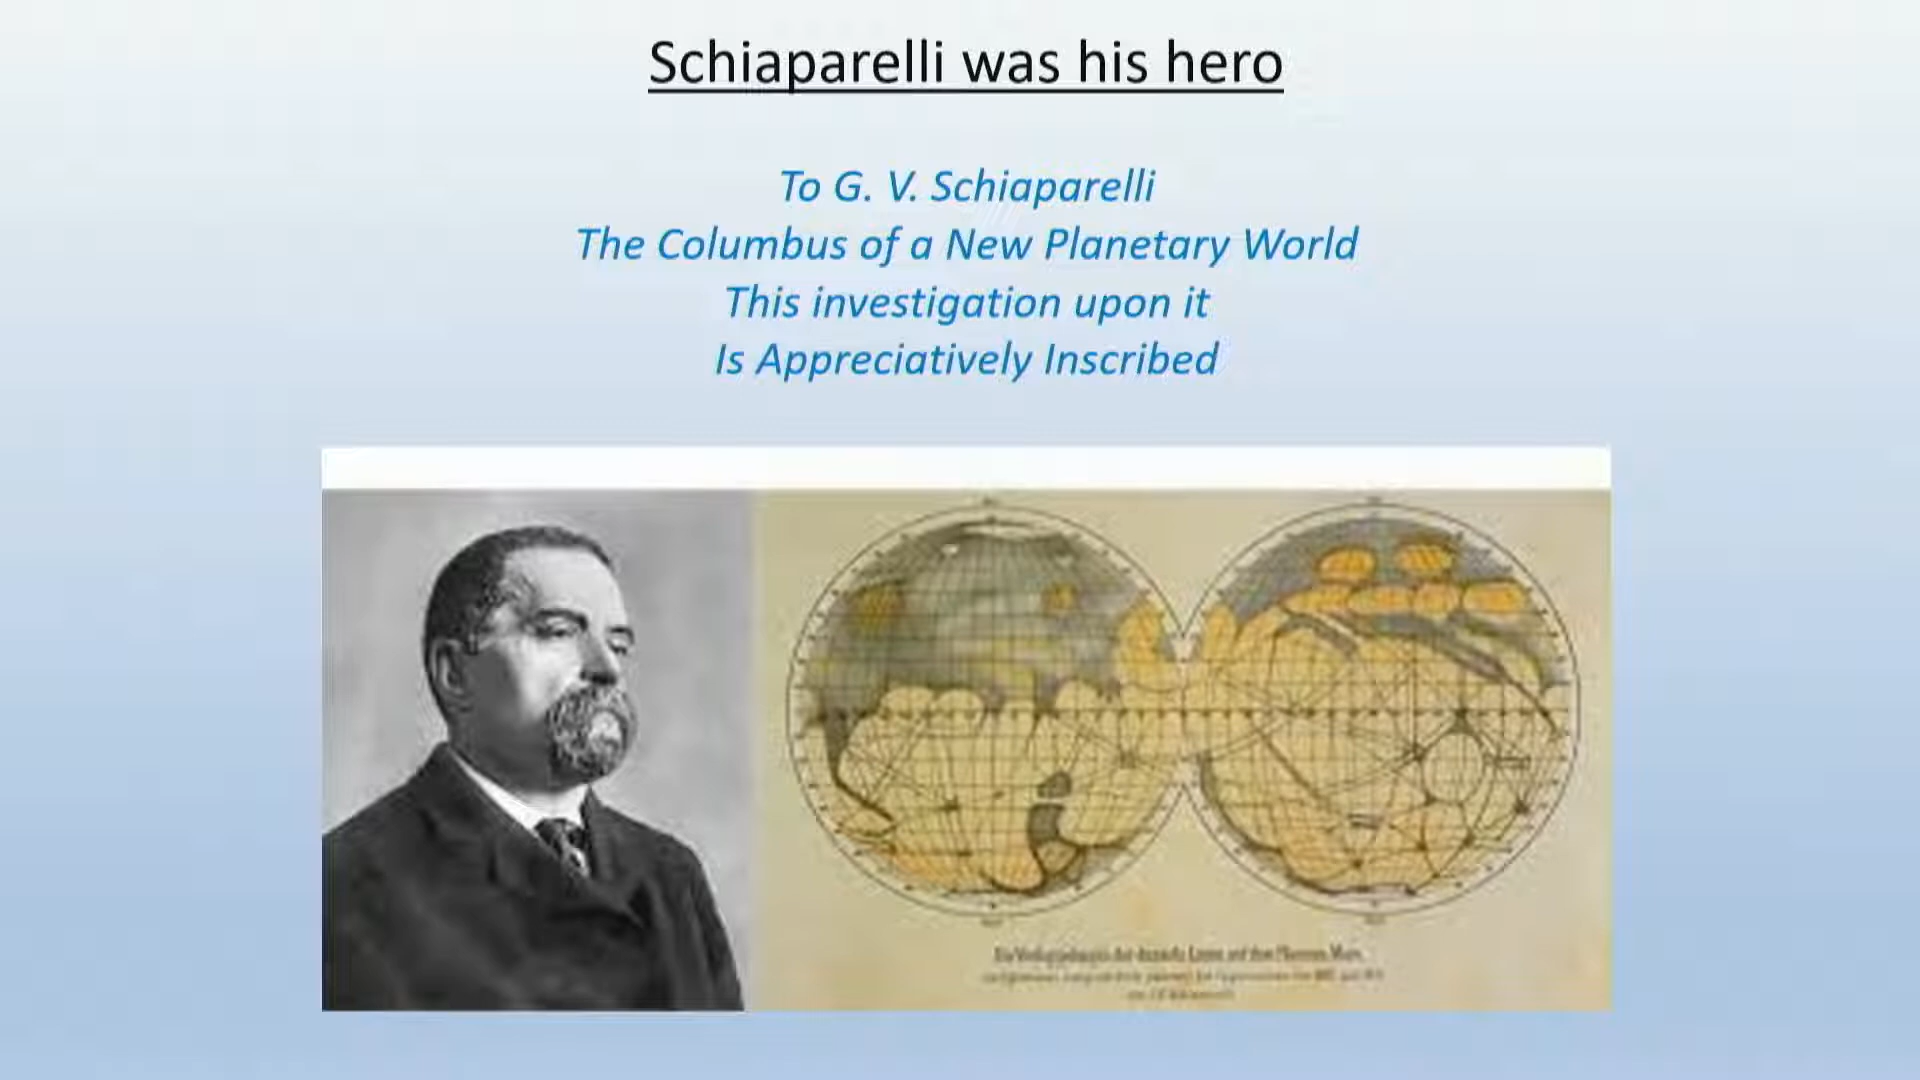 Schiaparelli was his hero
To G. V. Schiaparelli
The Columbus of a New Planetary World
This investigation upon it
Is Appreciatively Inscribed